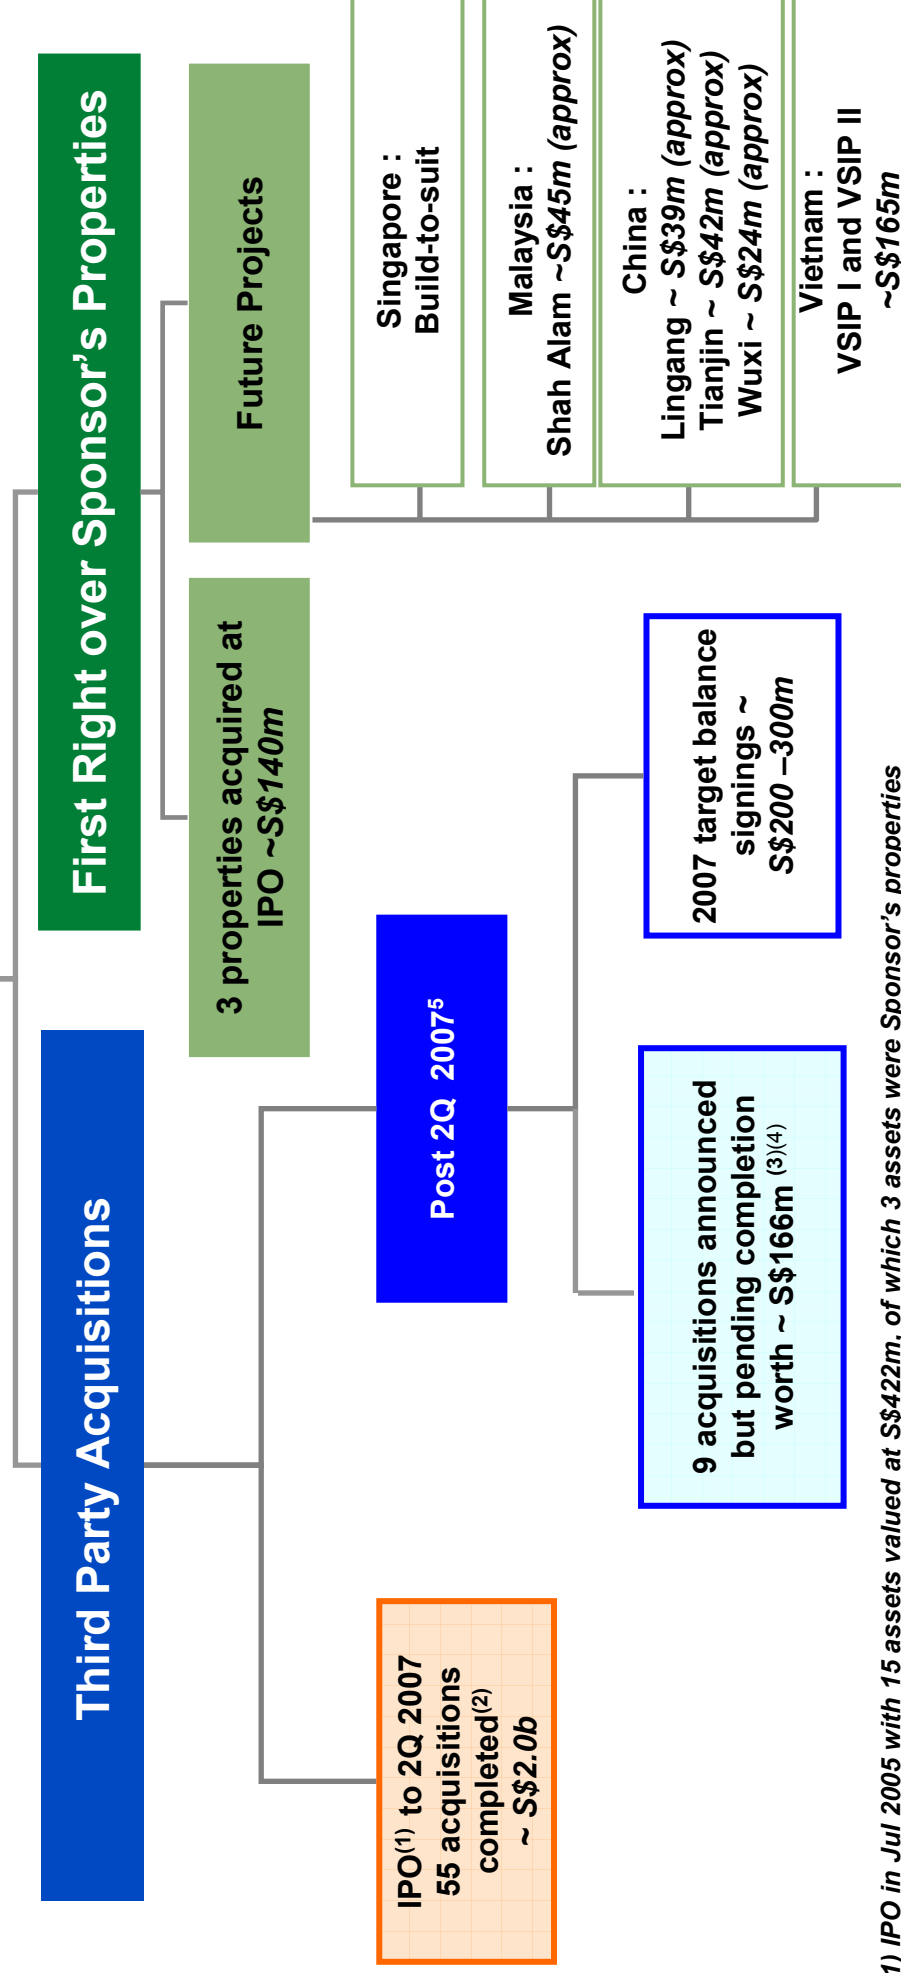 Third Party Acquisitions
First Right over Sponsor’s Properties
IPO(1) to 2Q 2007
55 acquisitions
completed(2)
~ S$2.0b
Post 2Q 20075
9 acquisitions announced
but pending completion
worth ~ S$166m (3)(4)
2007 target balance
signings ~
S$200 –300m
3 properties acquired at
IPO ~S$140m
Future Projects
Singapore :
Build-to-suit
Malaysia :
Shah Alam ~S$45m (approx)
China :
Lingang ~ S$39m (approx)
Tianjin ~ S$42m (approx)
Wuxi ~ S$24m (approx)
Vietnam :
VSIP I and VSIP II
~S$165m
1) IPO in Jul 2005 with 15 assets valued at S$422m. of which 3 assets were Sponsor’s properties